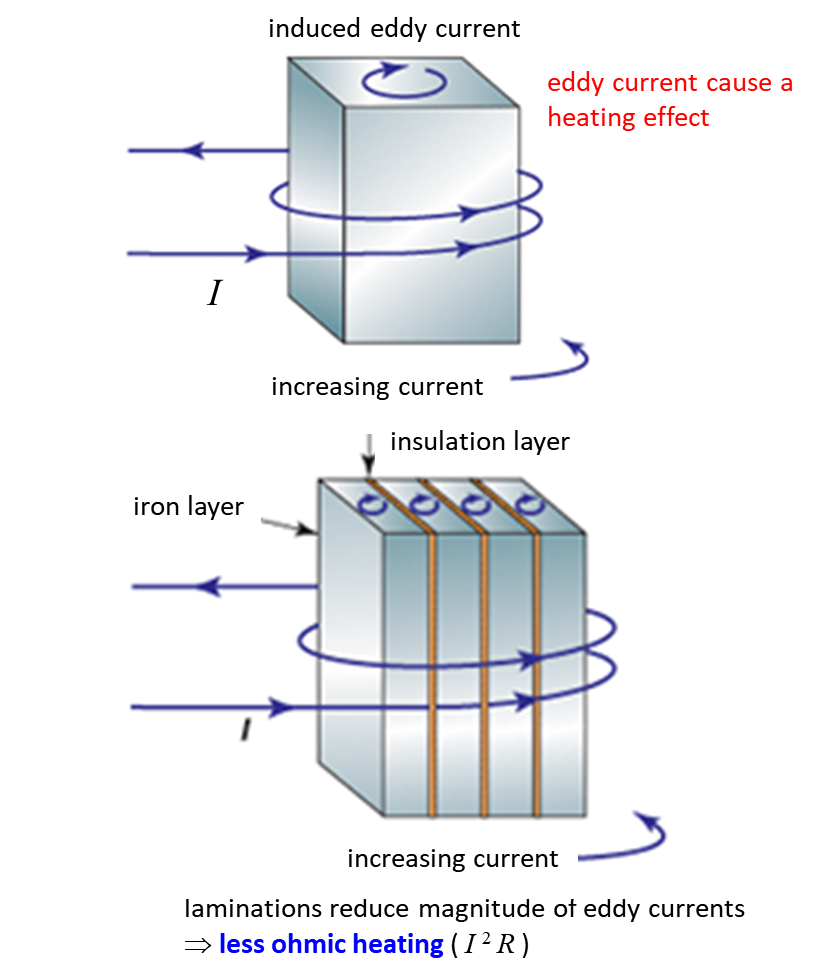 induced eddy current
eddy current cause a
heating effect
I
increasing current
insulation layer
iron layer
I
increasing current
laminations reduce magnitude of eddy currents
⇒ less ohmic heating ( I ² R )